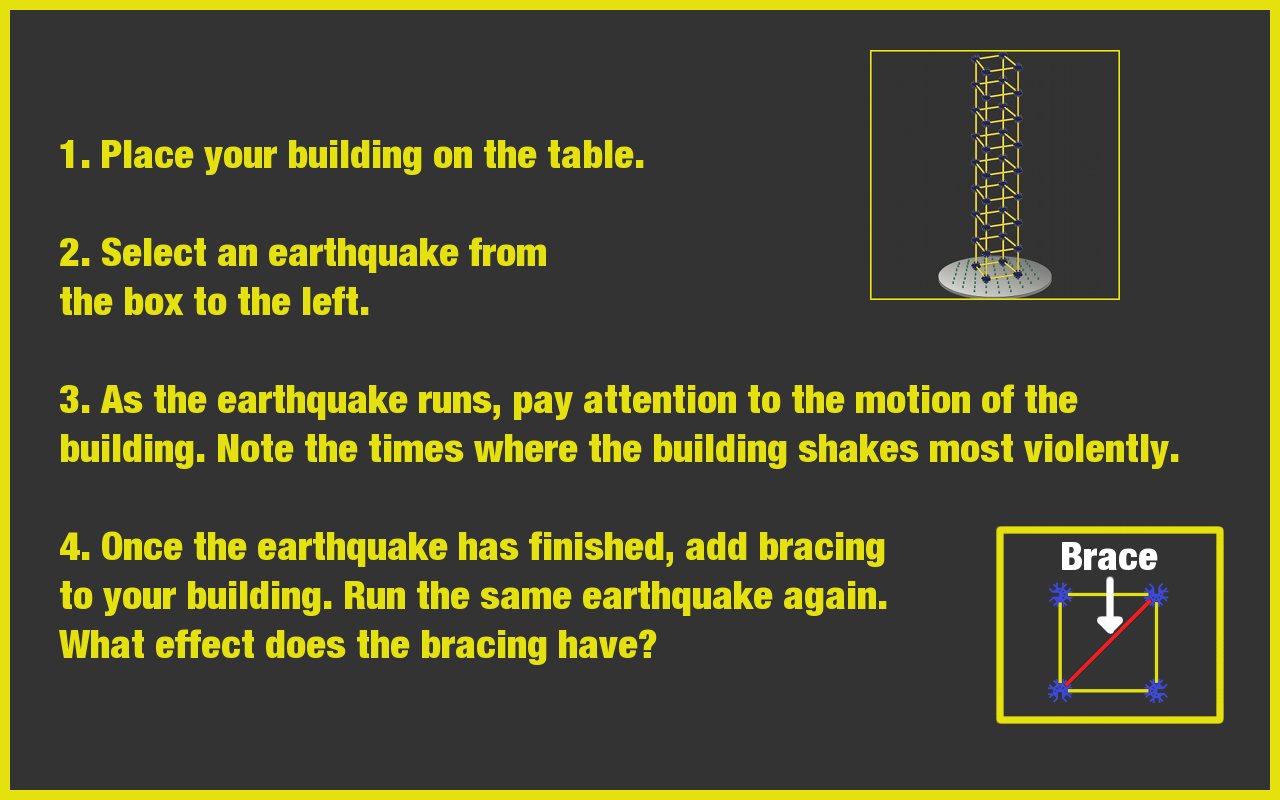 1. Place your building on the table.
2. Select an earthquake from
the box to the left.
3. As the earthquake runs, pay attention to the motion of the
building. Note the times where the building shakes most violently.
4. Once the earthquake has finished, add bracing
to your building. Run the same earthquake again.
What effect does the bracing have?
Brace